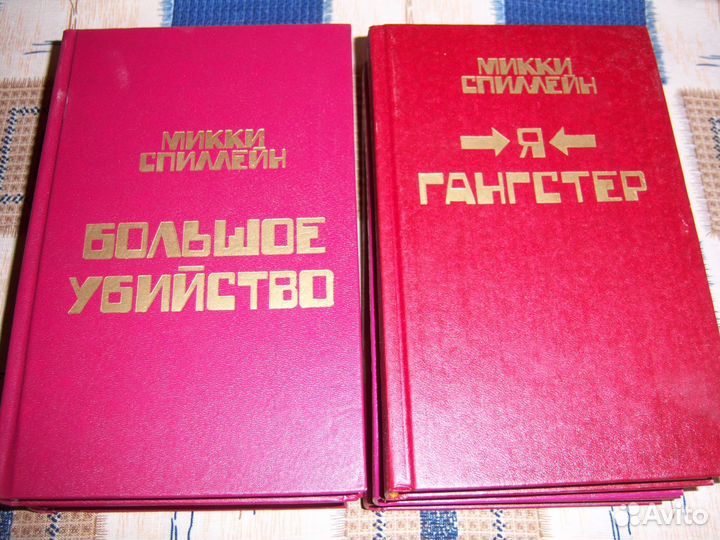 МИККИ
СПИЛЛЕЙН
БОЛЬШОЕ
УБИЙСТВО
МИККИ
СПИЛЛЕЙН
→Я←
ГАНГСТЕР
Avito